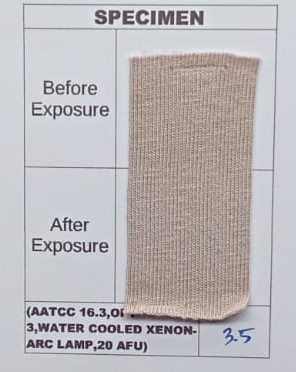 SPECIMEN
Before
Exposure
After
Exposure
(AATCC 16.3,
3,WATER COOLED XENON-
ARC LAMP,20 AFU)
3.5